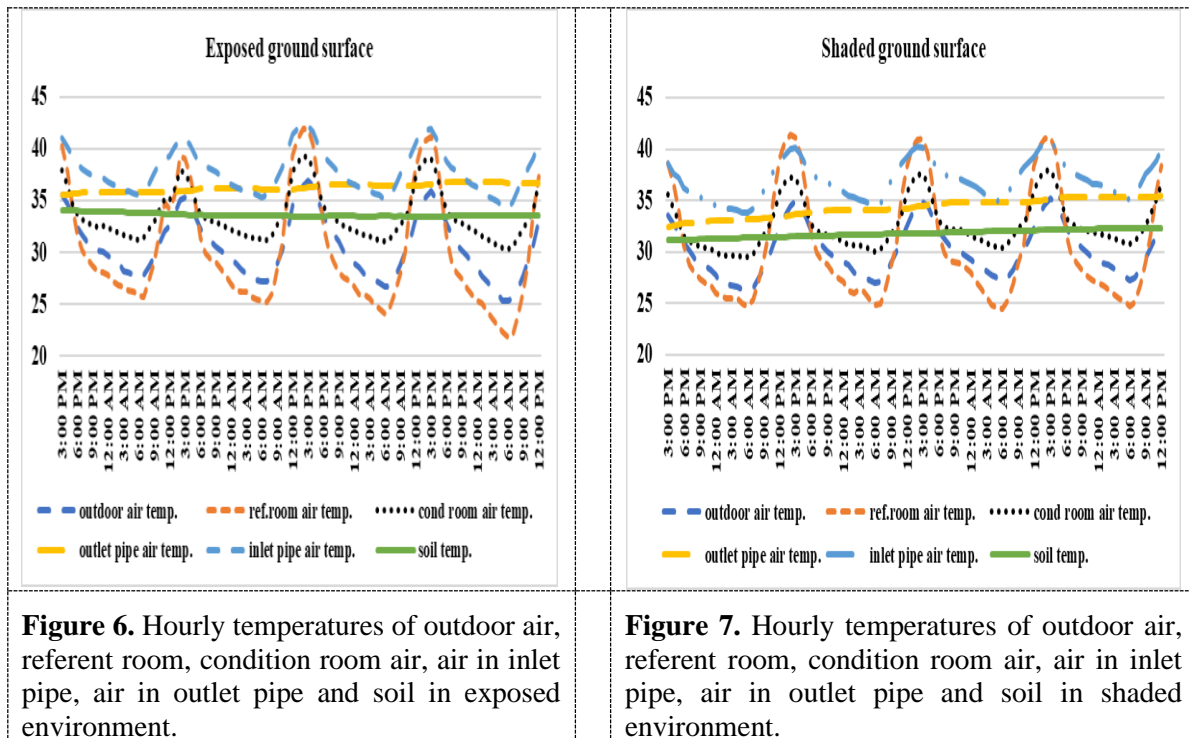 Exposed ground surface
45
40
35
30
25
20
3:00 PM
6:00 PM
9:00 PM
12:00 AM
3:00 AM
6:00 AM
9:00 AM
12:00 PM
3:00 PM
6:00 PM
9:00 PM
12:00 AM
3:00 AM
6:00 AM
9:00 AM
12:00 PM
3:00 PM
6:00 PM
9:00 PM
12:00 AM
3:00 AM
6:00 AM
9:00 AM
12:00 PM
3:00 PM
6:00 PM
9:00 PM
12:00 AM
3:00 AM
6:00 AM
9:00 AM
12:00 PM
outdoor air temp. ref.room air temp. cond room air temp.
outlet pipe air temp. inlet pipe air temp. soil temp.
Figure 6. Hourly temperatures of outdoor air,
referent room, condition room air, air in inlet
pipe, air in outlet pipe and soil in exposed
environment.
Shaded ground surface
45
40
35
30
25
20
3:00 PM
6:00 PM
9:00 PM
12:00 AM
3:00 AM
6:00 AM
9:00 AM
12:00 PM
3:00 PM
6:00 PM
9:00 PM
12:00 AM
3:00 AM
6:00 AM
9:00 AM
12:00 PM
3:00 PM
6:00 PM
9:00 PM
12:00 AM
3:00 AM
6:00 AM
9:00 AM
12:00 PM
3:00 PM
6:00 PM
9:00 PM
12:00 AM
3:00 AM
6:00 AM
9:00 AM
12:00 PM
outdoor air temp. ref.room air temp. cond room air temp.
outlet pipe air temp. inlet pipe air temp. soil temp.
Figure 7. Hourly temperatures of outdoor air,
referent room, condition room air, air in inlet
pipe, air in outlet pipe and soil in shaded
environment.